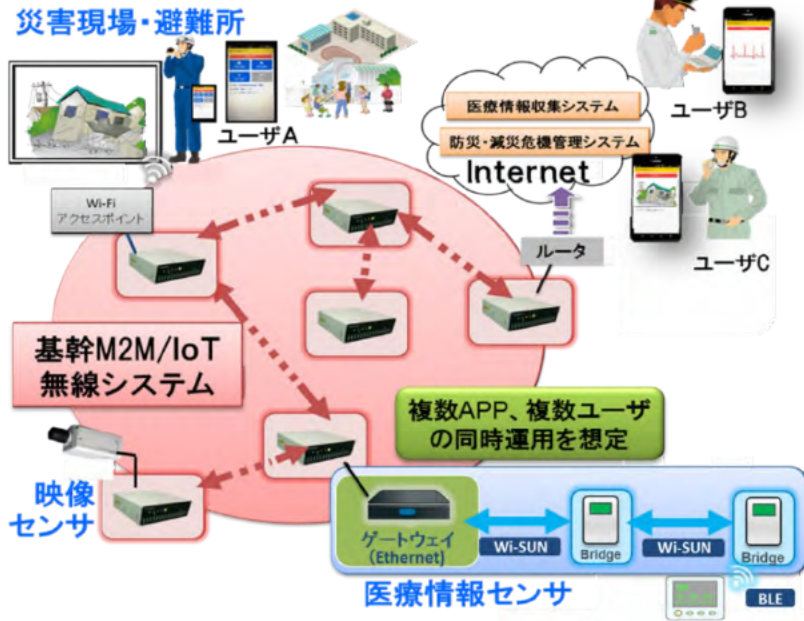 災害現場・避難所
ユーザA
医療情報収集システム
防災・減災危機管理システム
Internet
ユーザB
ユーザC
Wi-Fi
アクセスポイント
ルータ
基幹M2M/IoT
無線システム
複数APP、複数ユーザ
の同時運用を想定
映像
センサ
ゲートウェイ
(Ethernet)
Wi-SUN
Bridge
Wi-SUN
Bridge
医療情報センサ
BLE